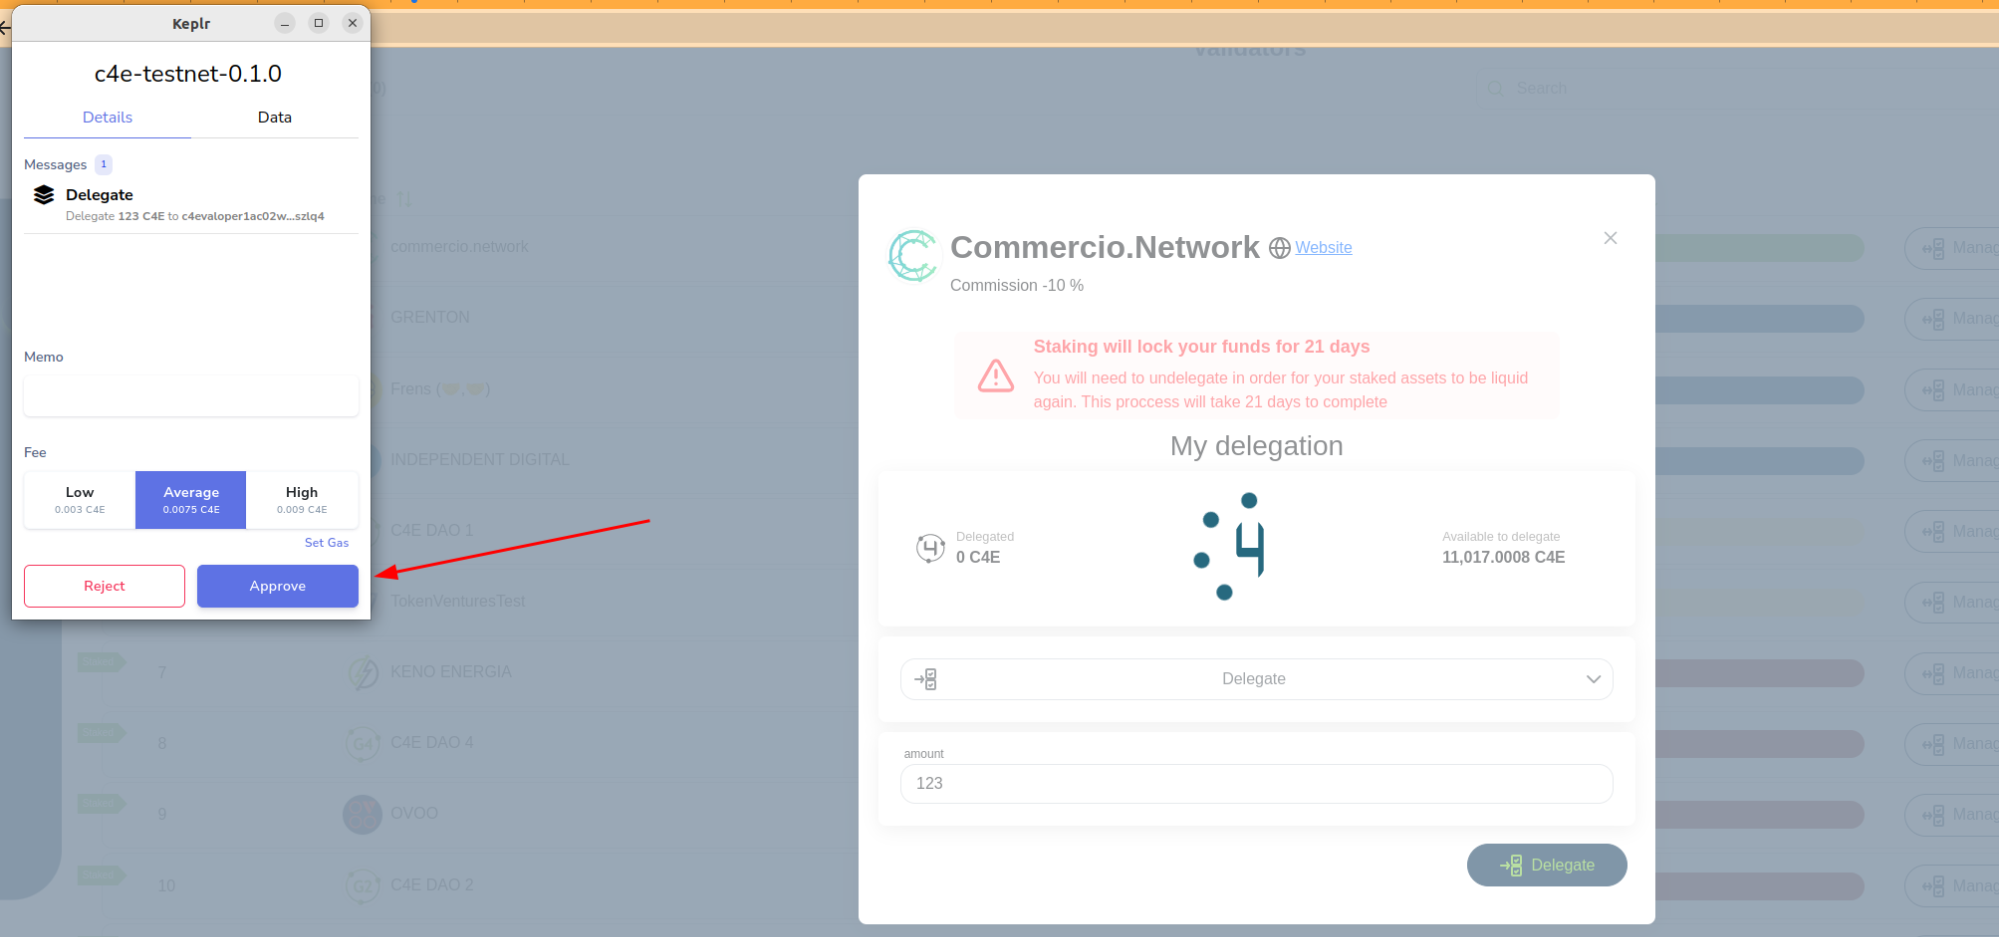 Keplr
c4e-testnet-0.1.0
Details
Data
Messages 1
Delegate
Delegate 123 C4E to c4evaloper1ac02w...szlq4
Memo
Fee
Low
0.003 C4E
Average
0.0075 C4E
High
0.009 C4E
Set Gas
Reject
Approve
Validators
Search
commercio.network
GRENTON
Frens (🤝,🤝)
INDEPENDENT DIGITAL
C4E DAO 1
TokenVenturesTest
7 KENO ENERGIA
8 C4E DAO 4
9 OVOO
10 C4E DAO 2
Manag
Manag
Manag
Manag
Manag
Manag
Manag
Manag
Manag
Manag
Commercio.Network Website
Commission -10 %
Staking will lock your funds for 21 days
You will need to undelegate in order for your staked assets to be liquid
again. This proccess will take 21 days to complete
My delegation
Delegated
0 C4E
Available to delegate
11,017.0008 C4E
Delegate
amount
123
Delegate